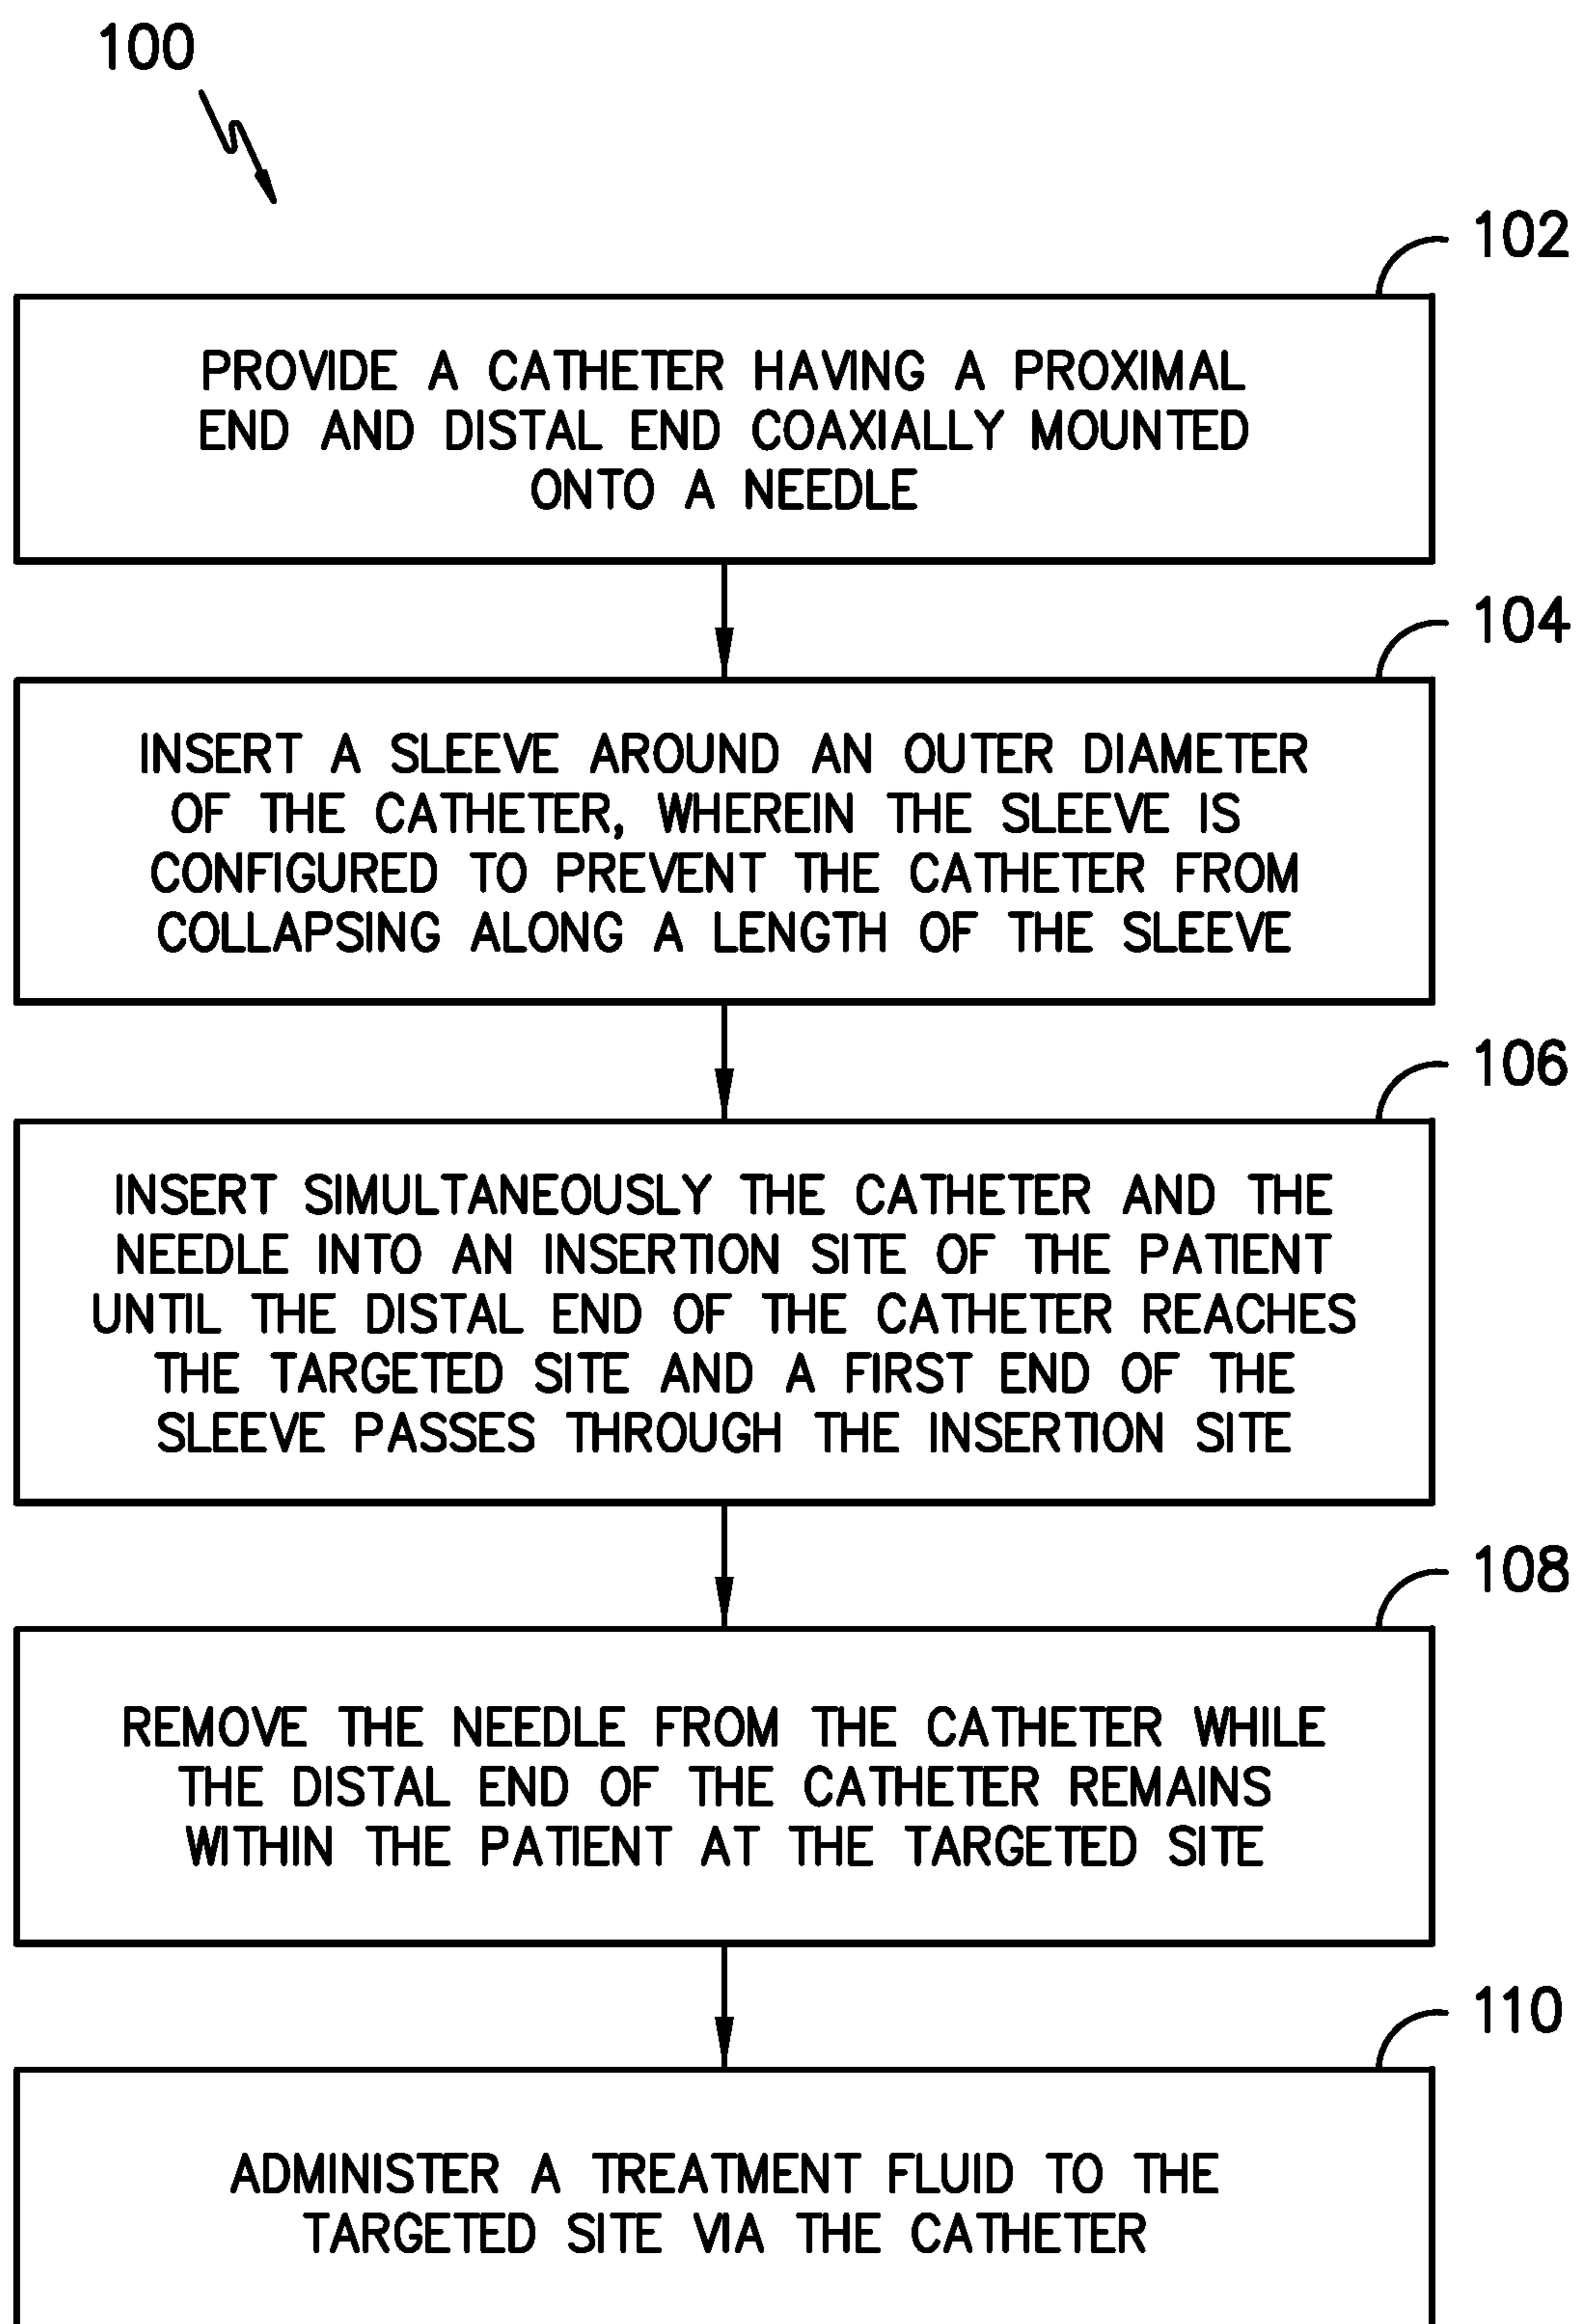 100
102
PROVIDE A CATHETER HAVING A PROXIMAL
END AND DISTAL END COAXIALLY MOUNTED
ONTO A NEEDLE
104
INSERT A SLEEVE AROUND AN OUTER DIAMETER
OF THE CATHETER, WHEREIN THE SLEEVE IS
CONFIGURED TO PREVENT THE CATHETER FROM
COLLAPSING ALONG A LENGTH OF THE SLEEVE
106
INSERT SIMULTANEOUSLY THE CATHETER AND THE
NEEDLE INTO AN INSERTION SITE OF THE PATIENT
UNTIL THE DISTAL END OF THE CATHETER REACHES
THE TARGETED SITE AND A FIRST END OF THE
SLEEVE PASSES THROUGH THE INSERTION SITE
108
REMOVE THE NEEDLE FROM THE CATHETER WHILE
THE DISTAL END OF THE CATHETER REMAINS
WITHIN THE PATIENT AT THE TARGETED SITE
110
ADMINISTER A TREATMENT FLUID TO THE
TARGETED SITE VIA THE CATHETER